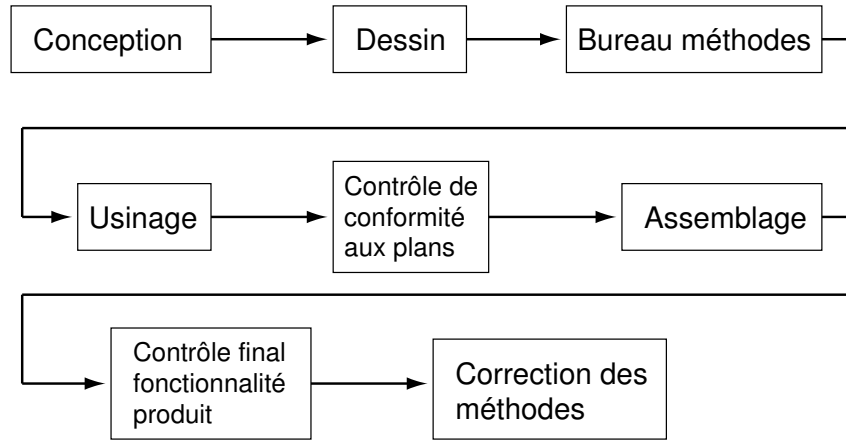 Conception
Dessin
Bureau méthodes
Usinage
Contrôle de
conformité
aux plans
Assemblage
Contrôle final
fonctionnalité
produit
Correction des
méthodes